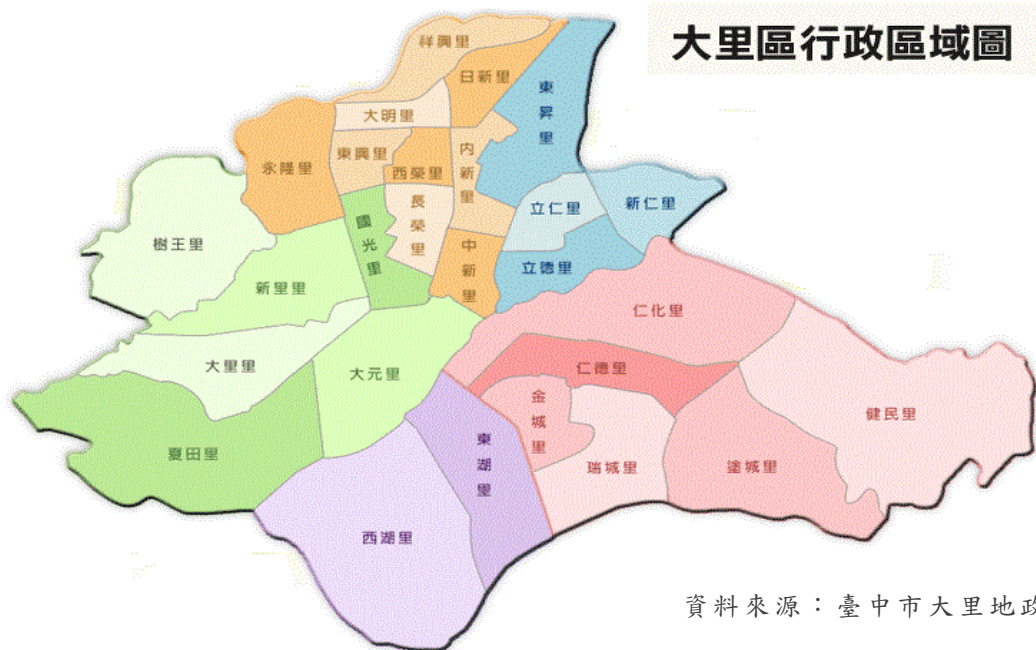 大里區行政區域圖
祥興里
日新里
東昇里
大明里
東興里
西榮里
內新里
永隆里
長榮里
國光里
立仁里
新仁里
樹王里
中新里
立德里
新里里
仁化里
大里里
大元里
仁德里
金城里
健民里
夏田里
東湖里
瑞城里
塗城里
西湖里
資料來源：臺中市大里地政